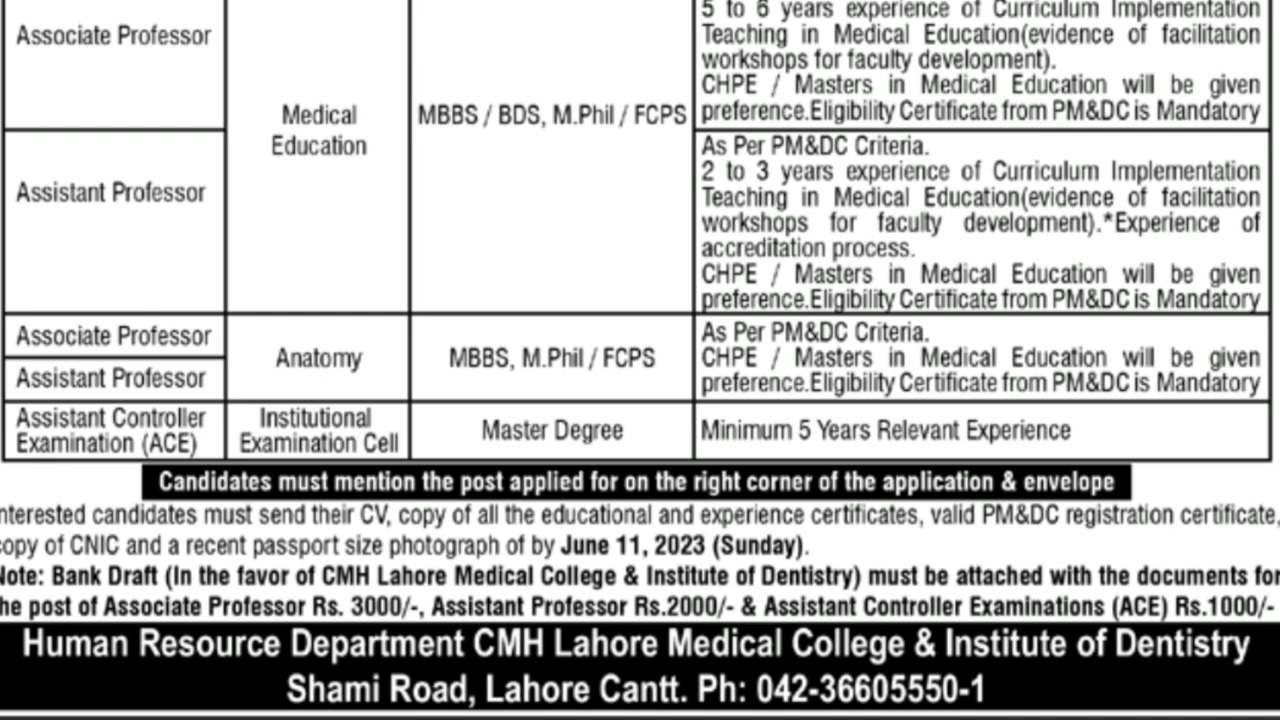 Associate Professor
Medical
Education
MBBS / BDS, M.Phil / FCPS
5 to 6 years experience of Curriculum Implementation
Teaching in Medical Education(evidence of facilitation
workshops for faculty development).
CHPE / Masters in Medical Education will be given
preference.Eligibility Certificate from PM&DC is Mandatory
Assistant Professor
As Per PM&DC Criteria.
2 to 3 years experience of Curriculum Implementation
Teaching in Medical Education(evidence of facilitation
workshops for faculty development).*Experience of
accreditation process.
CHPE / Masters in Medical Education will be given
preference.Eligibility Certificate from PM&DC is Mandatory
Associate Professor
Assistant Professor
Anatomy
MBBS, M.Phil / FCPS
As Per PM&DC Criteria.
CHPE / Masters in Medical Education will be given
preference.Eligibility Certificate from PM&DC is Mandatory
Assistant Controller
Examination (ACE)
Institutional
Examination Cell
Master Degree
Minimum 5 Years Relevant Experience
Candidates must mention the post applied for on the right corner of the application & envelope
nterested candidates must send their CV, copy of all the educational and experience certificates, valid PM&DC registration certificate,
copy of CNIC and a recent passport size photograph of by June 11, 2023 (Sunday).
Note: Bank Draft (In the favor of CMH Lahore Medical College & Institute of Dentistry) must be attached with the documents for
he post of Associate Professor Rs. 3000/-, Assistant Professor Rs.2000/- & Assistant Controller Examinations (ACE) Rs.1000/-
Human Resource Department CMH Lahore Medical College & Institute of Dentistry
Shami Road, Lahore Cantt. Ph: 042-36605550-1